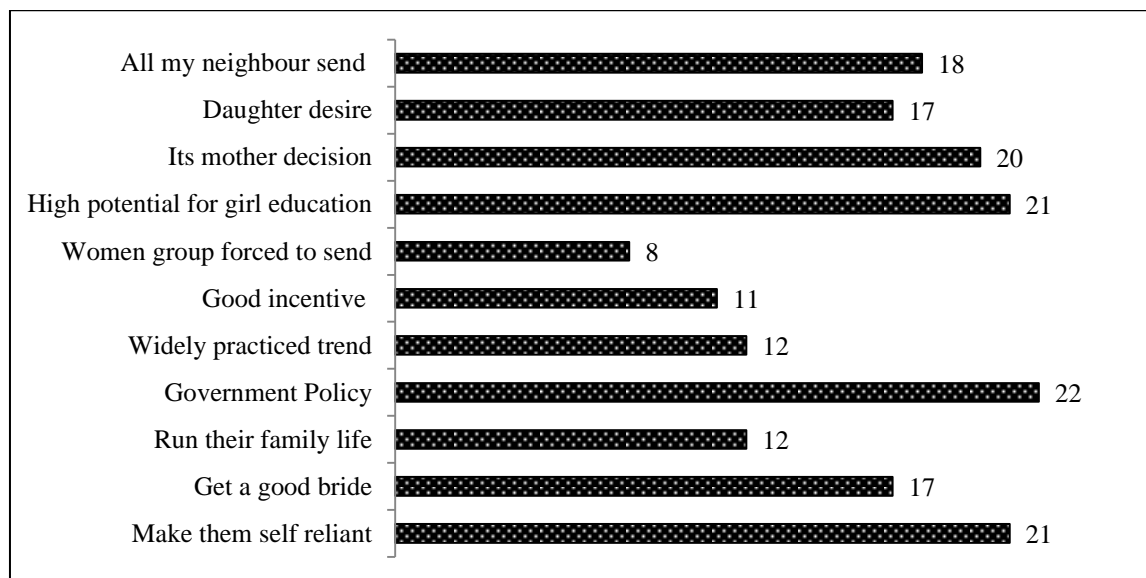 All my neighbour send 18
Daughter desire 17
Its mother decision 20
High potential for girl education 21
Women group forced to send 8
Good incentive 11
Widely practiced trend 12
Government Policy 22
Run their family life 12
Get a good bride 17
Make them self reliant 21